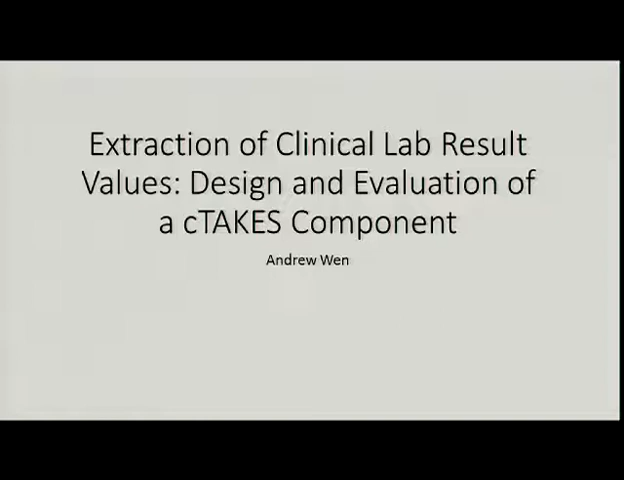 Extraction of Clinical Lab Result
Values: Design and Evaluation of
a cTAKES Component
Andrew Wen